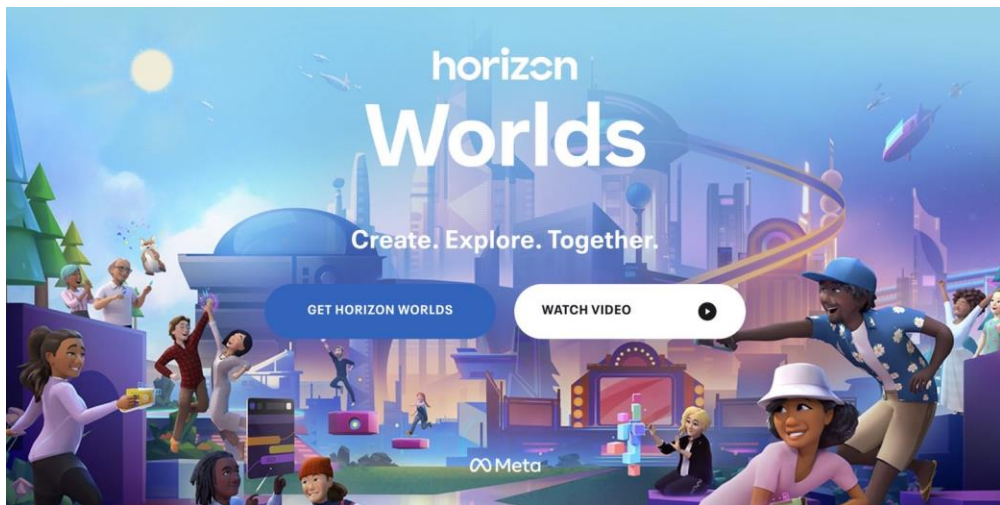 horizon
Worlds
Create. Explore. Together.
GET HORIZON WORLDS
WATCH VIDEO
Meta